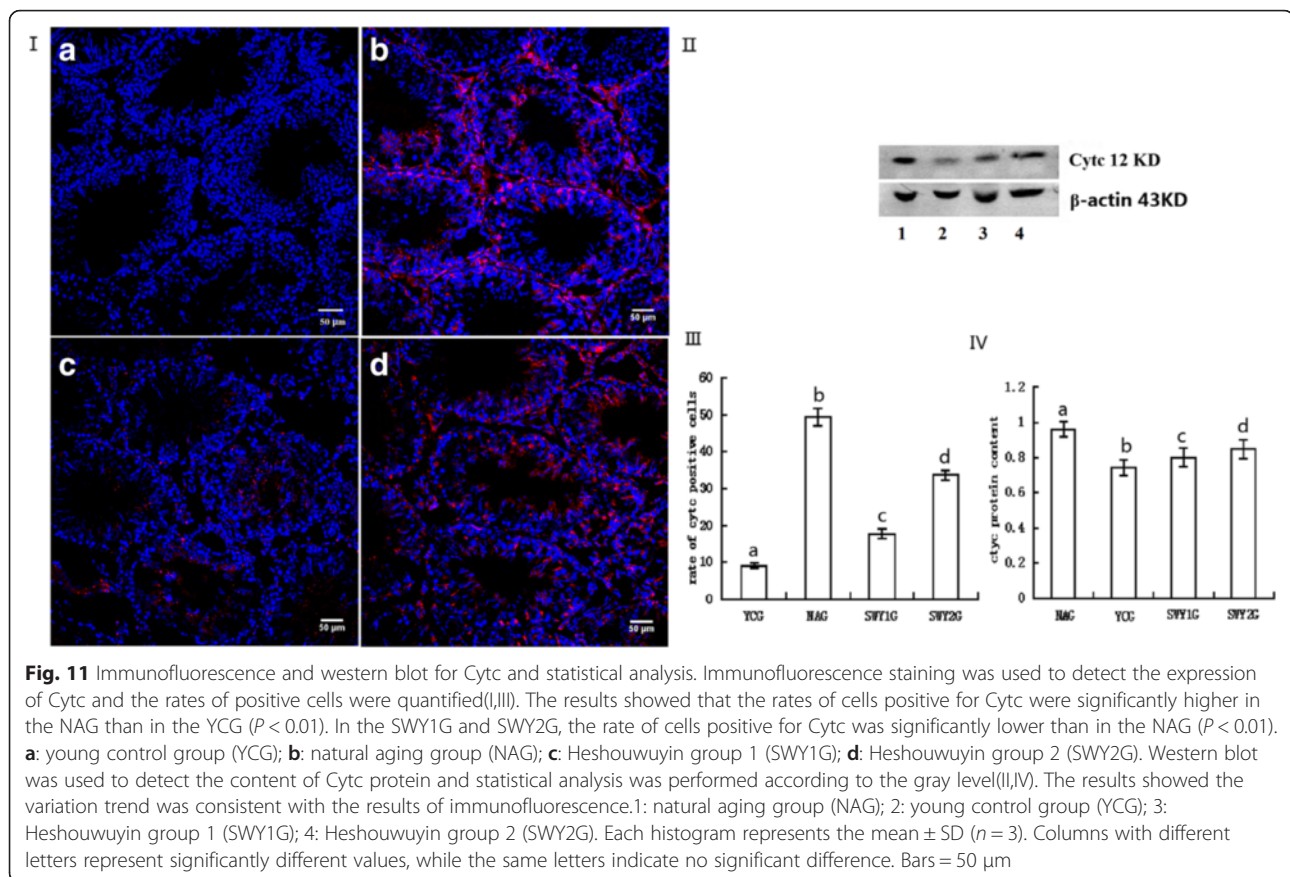 I
a
b
II
50 μm
50 μm
c
d
50 μm
50 μm
Cytc 12 KD
β-actin 43KD
1 2 3 4
III
rate of cytc positive cells
60
50
40
30
20
10
0
a
b
c
d
YCG NAG SWY1G SWY2G
IV
ctyc protein content
1.2
1
0.8
0.6
0.4
0.2
0
a
b
c
d
NAG YCG SWY1G SWY2G
Fig. 11 Immunofluorescence and western blot for Cytc and statistical analysis. Immunofluorescence staining was used to detect the expression
of Cytc and the rates of positive cells were quantified(I,III). The results showed that the rates of cells positive for Cytc were significantly higher in
the NAG than in the YCG (P < 0.01). In the SWY1G and SWY2G, the rate of cells positive for Cytc was significantly lower than in the NAG (P < 0.01).
a: young control group (YCG); b: natural aging group (NAG); c: Heshouwuyin group 1 (SWY1G); d: Heshouwuyin group 2 (SWY2G). Western blot
was used to detect the content of Cytc protein and statistical analysis was performed according to the gray level(II,IV). The results showed the
variation trend was consistent with the results of immunofluorescence.1: natural aging group (NAG); 2: young control group (YCG); 3:
Heshouwuyin group 1 (SWY1G); 4: Heshouwuyin group 2 (SWY2G). Each histogram represents the mean ± SD (n = 3). Columns with different
letters represent significantly different values, while the same letters indicate no significant difference. Bars = 50 μm